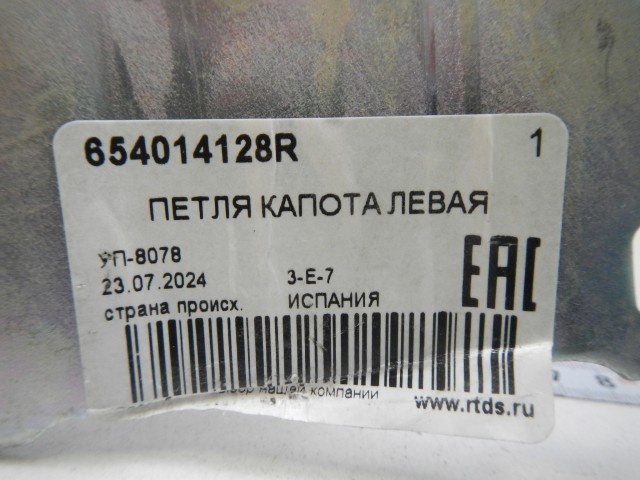 654014128R 1
ПЕТЛЯ КАПОТА ЛЕВАЯ
УП-8078
23.07.2024 3-Е-7
страна происх. ИСПАНИЯ
EAC
нашей компании
www.rtds.ru